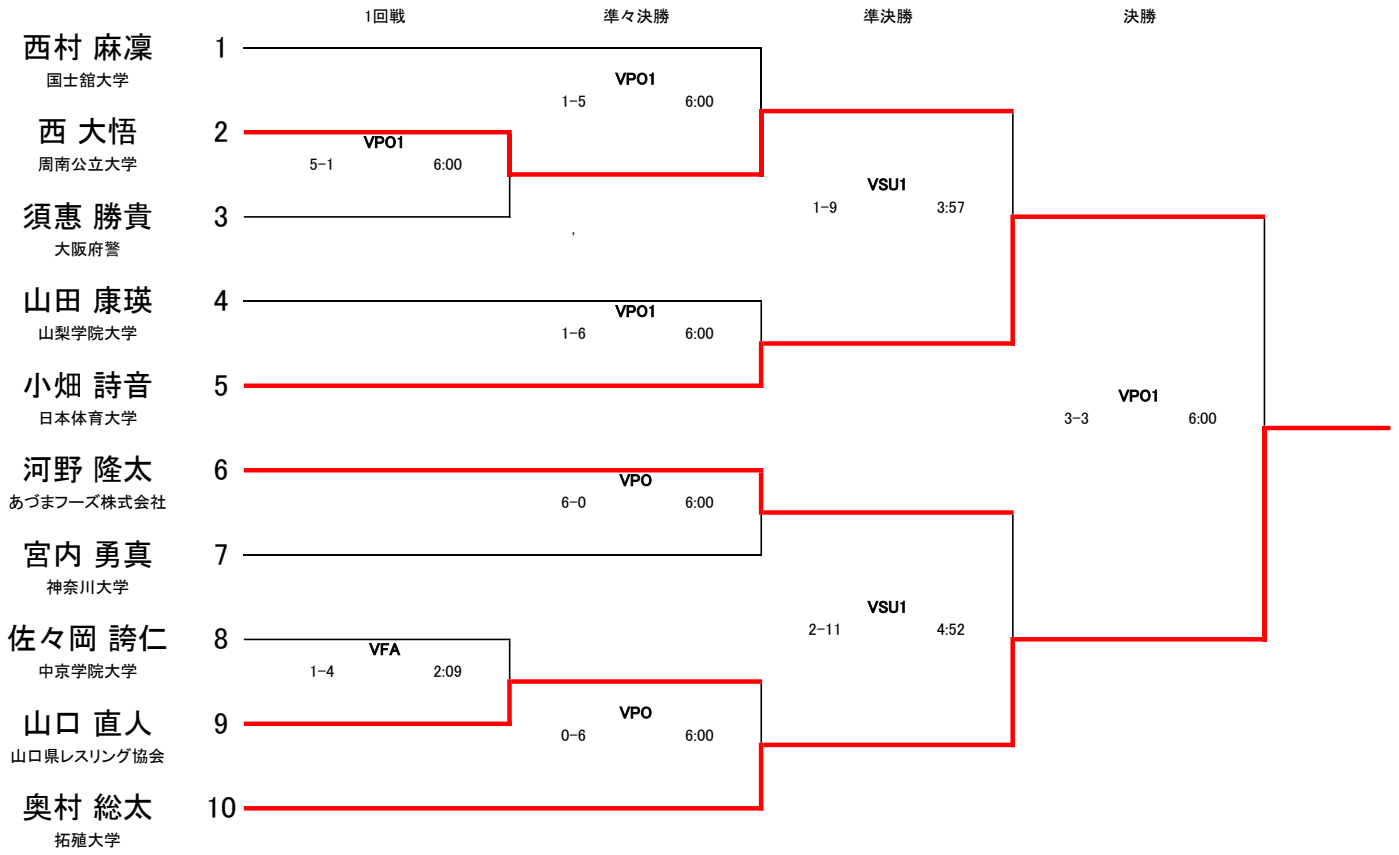 1回戦 準々決勝 準決勝 決勝
西村 麻凜 1
国士舘大学
VPO1
1-5 6:00
西 大悟 2
周南公立大学
VPO1
5-1 6:00
須惠 勝貴 3
大阪府警
VSU1
1-9 3:57
,
山田 康瑛 4
山梨学院大学
VPO1
1-6 6:00
小畑 詩音 5
日本体育大学
VPO1
3-3 6:00
河野 隆太 6
あづまフーズ株式会社
VPO
6-0 6:00
宮内 勇真 7
神奈川大学
VSU1
2-11 4:52
佐々岡 誇仁 8
中京学院大学
VFA
1-4 2:09
山口 直人 9
山口県レスリング協会
VPO
0-6 6:00
奥村 総太 10
拓殖大学